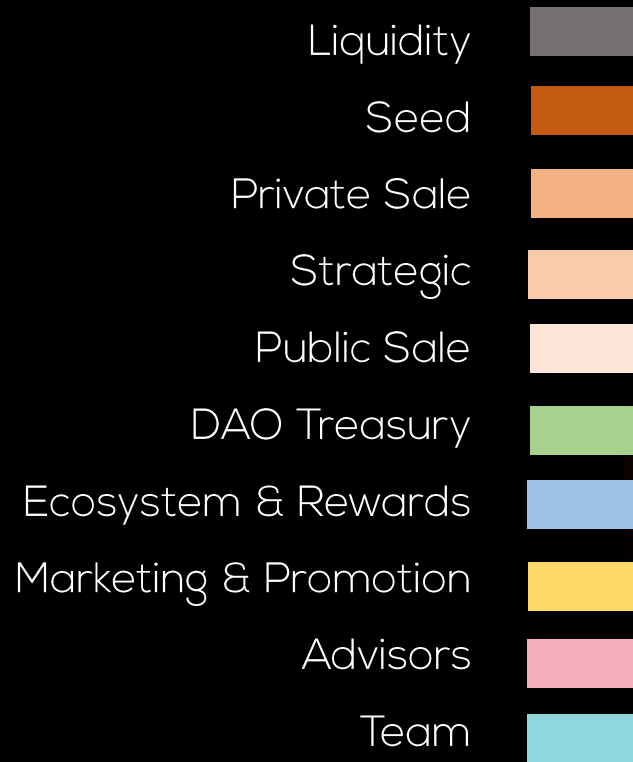 Liquidity
Seed
Private Sale
Strategic
Public Sale
DAO Treasury
Ecosystem & Rewards
Marketing & Promotion
Advisors
Team